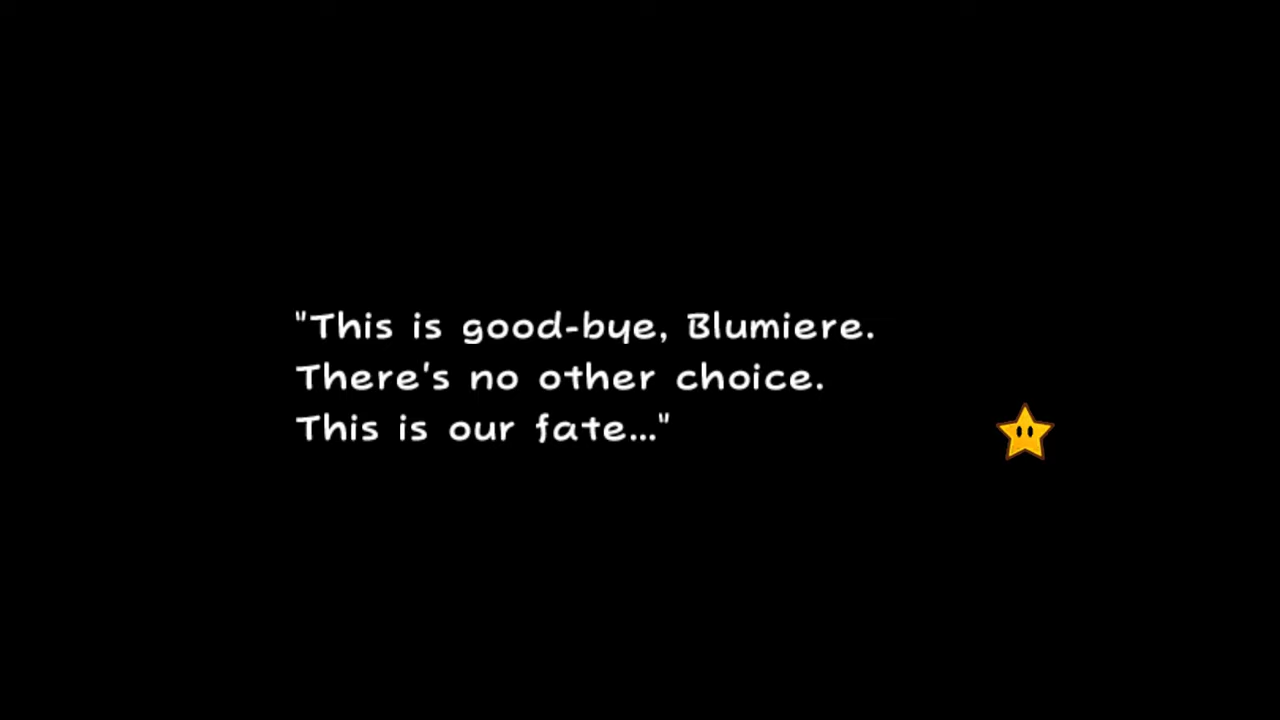 "This is good-bye, Blumiere.
There's no other choice.
This is our fate..."